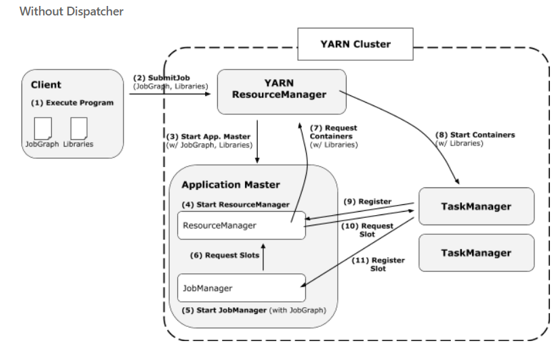 Without Dispatcher
YARN Cluster
Client
(1) Execute Program
JobGraph Libraries
(2) SubmitJob
(JobGraph, Libraries)
YARN
ResourceManager
(3) Start App. Master
(w/ JobGraph, Libraries)
(7) Request
Containers
(w/ Libraries)
(8) Start Containers
(w/ Libraries)
Application Master
(4) Start ResourceManager
ResourceManager
(6) Request Slots
JobManager
(5) Start JobManager (with JobGraph)
(9) Register
(10) Request
Slot
(11) Register
Slot
TaskManager
TaskManager